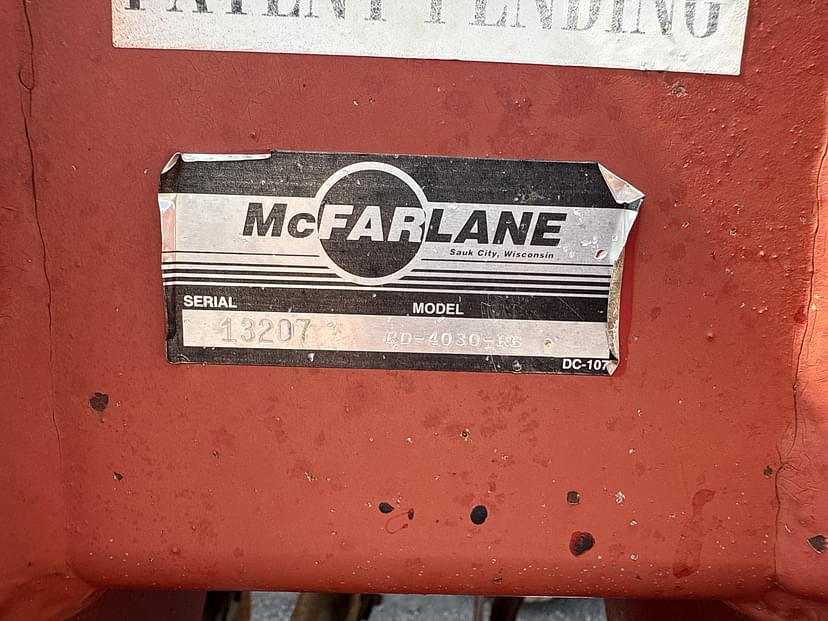 PATENT PENDING
McFARLANE
Sauk City, Wisconsin
SERIAL MODEL
13207
DC-107